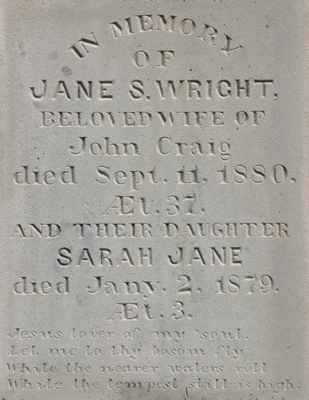 IN MEMORY
OF
JANE S. WRIGHT,
BELOVED WIFE OF
John Craig
died Sept. 11. 1880.
Æt. 37.
AND THEIR DAUGHTER
SARAH JANE
died Jany. 2. 1879.
Æt. 3.
Jesus lover of my soul.
Let me to thy bosom fly
While the nearer waters roll
While the tempest still is high.